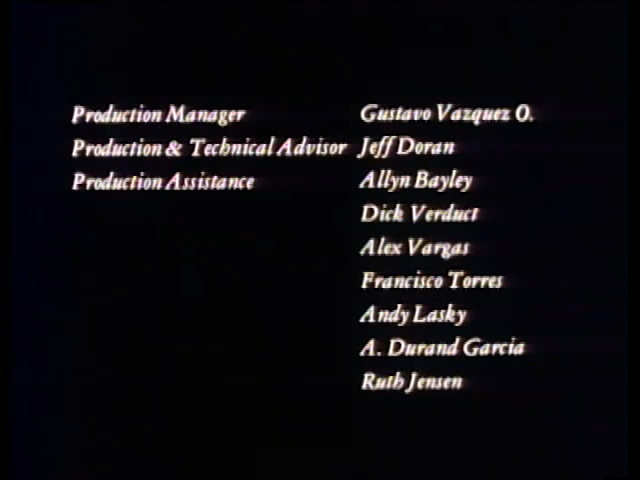 Production Manager Gustavo Vazquez O.
Production & Technical Advisor Jeff Doran
Production Assistance Allyn Bayley
Dick Verduct
Alex Vargas
Francisco Torres
Andy Lasky
A. Durand Garcia
Ruth Jensen